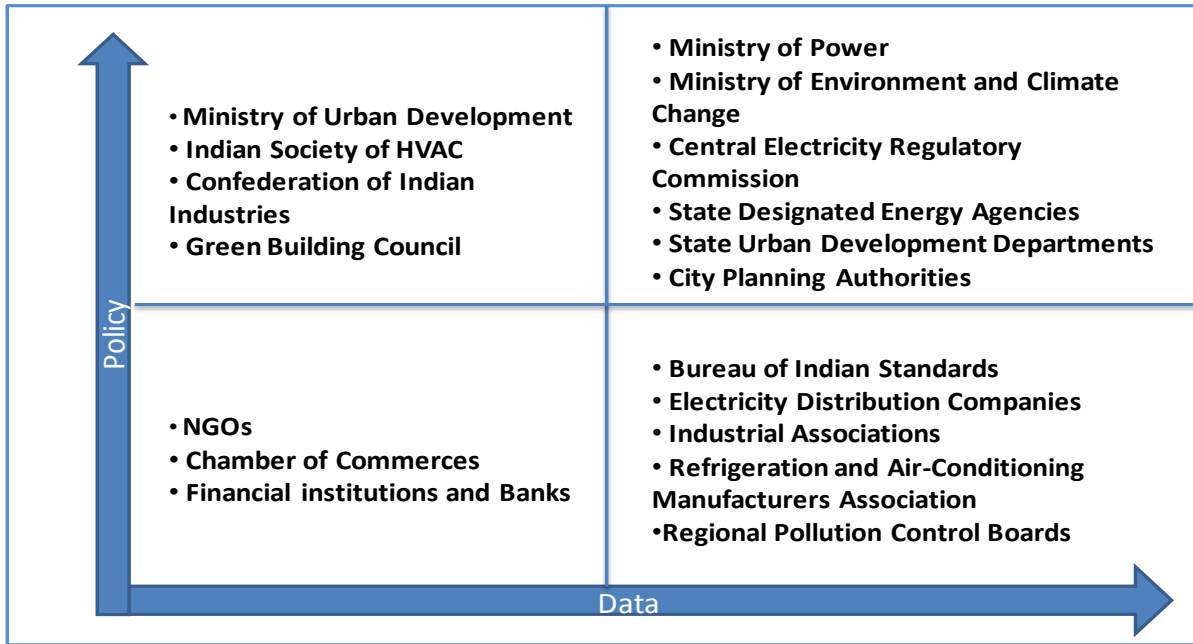 • Ministry of Urban Development
• Indian Society of HVAC
• Confederation of Indian
Industries
• Green Building Council
• Ministry of Power
• Ministry of Environment and Climate
Change
• Central Electricity Regulatory
Commission
• State Designated Energy Agencies
• State Urban Development Departments
• City Planning Authorities
Policy
• NGOs
• Chamber of Commerces
• Financial institutions and Banks
• Bureau of Indian Standards
• Electricity Distribution Companies
• Industrial Associations
• Refrigeration and Air-Conditioning
Manufacturers Association
•Regional Pollution Control Boards
Data